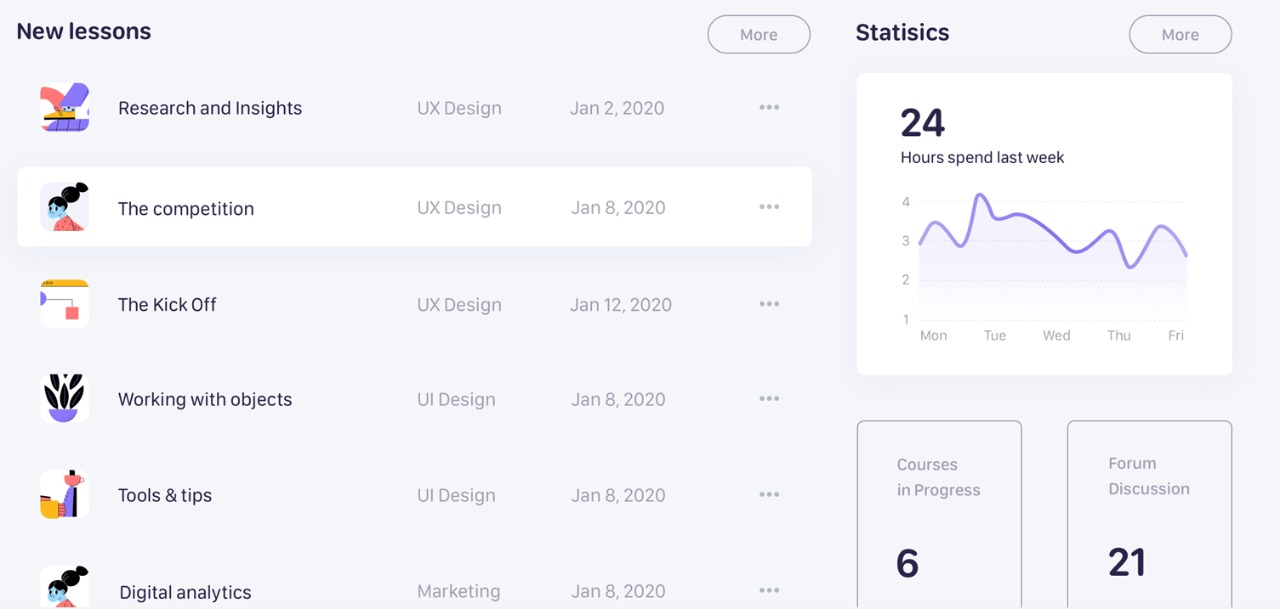 New lessons
More
Research and Insights UX Design Jan 2, 2020
The competition UX Design Jan 8, 2020
The Kick Off UX Design Jan 12, 2020
Working with objects UI Design Jan 8, 2020
Tools & tips UI Design Jan 8, 2020
Digital analytics Marketing Jan 8, 2020
Statisics
More
24
Hours spend last week
4
3
2
1
Mon Tue Wed Thu Fri
Courses
in Progress
6
Forum
Discussion
21